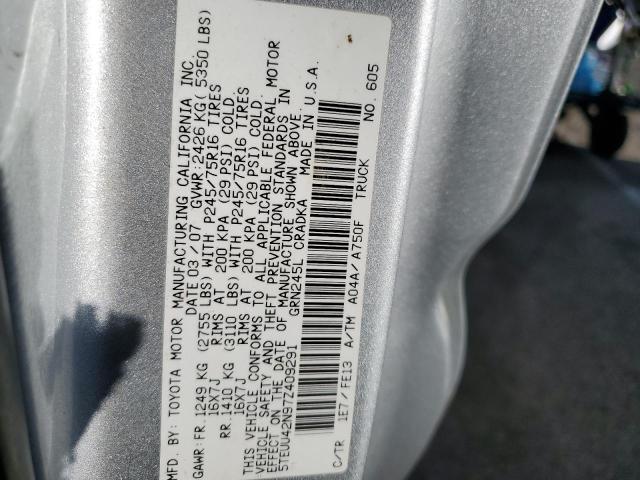 MFD. BY: TOYOTA MOTOR MANUFACTURING CALIFORNIA INC.
DATE 03 / 07 GVWR: 2426 KG ( 5350 LBS)
GAWR: FR. 1249 KG (2755 LBS) WITH P245/75R16 TIRES
16X7J RIMS AT 200 KPA (29 PSI) COLD
RR. 1410 KG (3110 LBS) WITH P245/75R16 TIRES
16X7J RIMS AT 200 KPA (29 PSI) COLD
THIS VEHICLE CONFORMS TO ALL APPLICABLE FEDERAL MOTOR
VEHICLE SAFETY AND THEFT PREVENTION STANDARDS IN
EFFECT ON THE DATE OF MANUFACTURE SHOWN ABOVE.
5TEUU42N97Z409291 GRN245L CRADKA MADE IN U.S.A.
C/TR 1E7 / FE13 A/TM A04A / A750F TRUCK NO. 605